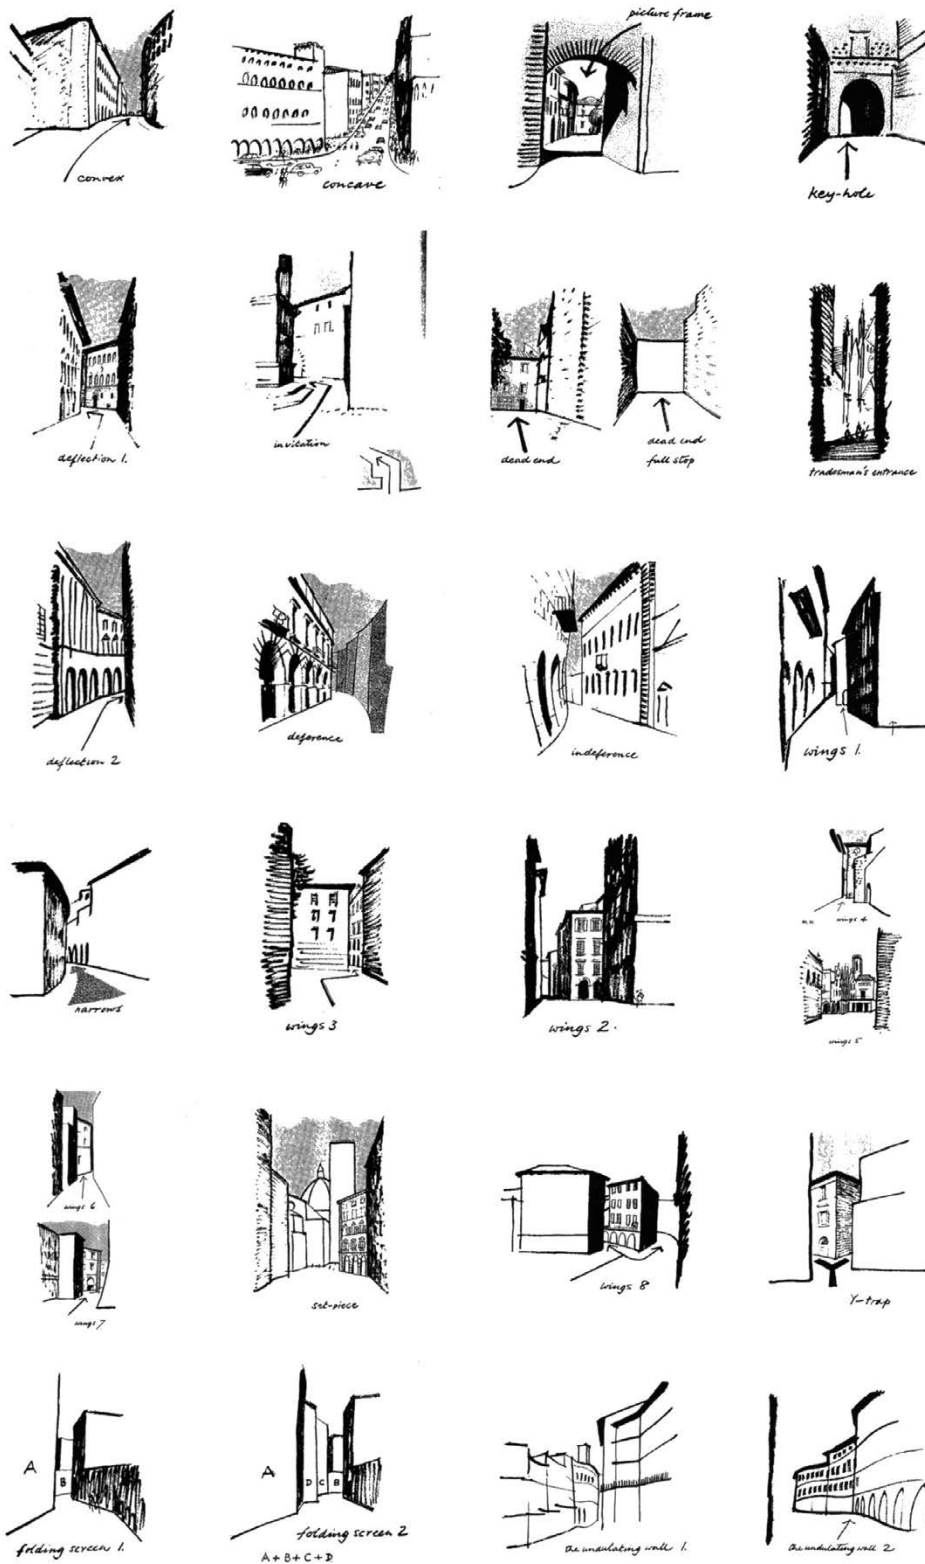 picture frame
convex
concave
key-hole
deflection 1.
invitation
dead end
dead end
full stop
tradesman's entrance
deflection 2
deference
indeference
wings 1.
narrows
wings 3
wings 2.
wings 4
wings 5
wings 6
wings 7
set-piece
wings 8
Y-trap
A
B
folding screen 1.
A
D C B
folding screen 2
A+B+C+D
the undulating wall 1.
the undulating wall 2